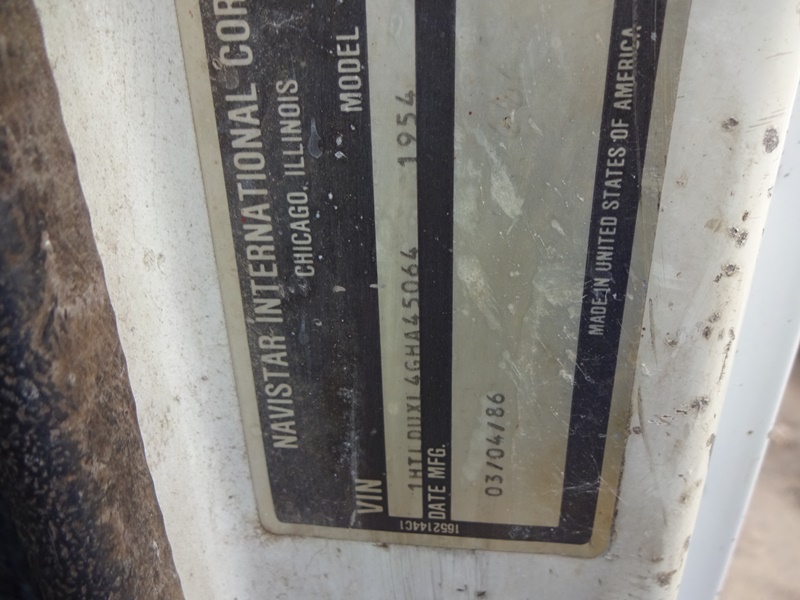 NAVISTAR INTERNATIONAL COR
CHICAGO, ILLINOIS
VIN MODEL
1HTLDUXL4GHA45064 1954
DATE MFG.
03/04/86
MADE IN UNITED STATES OF AMERICA
1652144C1